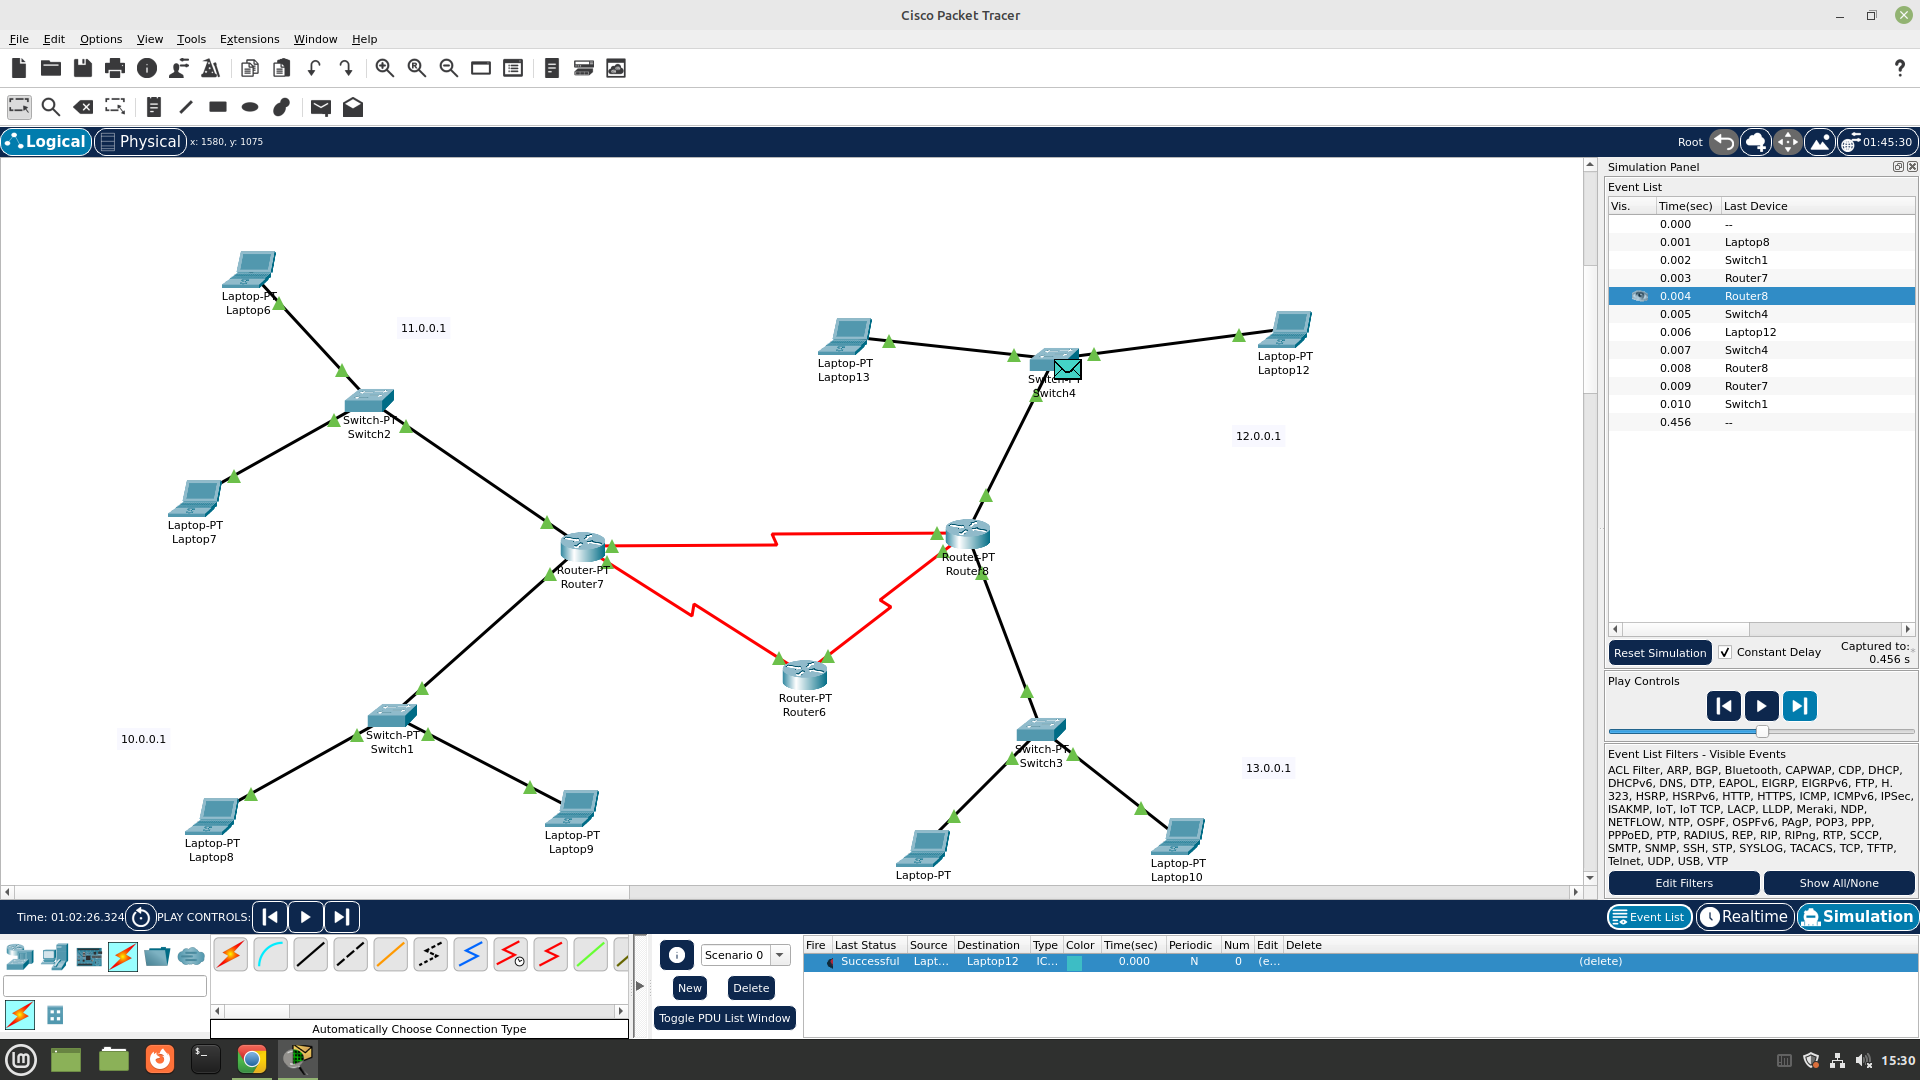 Cisco Packet Tracer
File Edit Options View Tools Extensions Window Help
Logical Physical x: 1580, y: 1075 Root 01:45:30
Simulation Panel
Event List
Vis. Time(sec) Last Device
0.000 --
0.001 Laptop8
0.002 Switch1
0.003 Router7
0.004 Router8
0.005 Switch4
0.006 Laptop12
0.007 Switch4
0.008 Router8
0.009 Router7
0.010 Switch1
0.456 --
Reset Simulation Constant Delay Captured to:
0.456 s
Play Controls
Event List Filters - Visible Events
ACL Filter, ARP, BGP, Bluetooth, CAPWAP, CDP, DHCP,
DHCPv6, DNS, DTP, EAPOL, EIGRP, EIGRPv6, FTP, H.
323, HSRP, HSRPv6, HTTP, HTTPS, ICMP, ICMPv6, IPSec,
ISAKMP, IoT, IoT TCP, LACP, LLDP, Meraki, NDP,
NETFLOW, NTP, OSPF, OSPFv6, PAgP, POP3, PPP,
PPPoED, PTP, RADIUS, REP, RIP, RIPng, RTP, SCCP,
SMTP, SNMP, SSH, STP, SYSLOG, TACACS, TCP, TFTP,
Telnet, UDP, USB, VTP
Edit Filters Show All/None
Laptop-PT
Laptop6
11.0.0.1
Laptop-PT
Laptop13
Switch-PT
Switch4
Laptop-PT
Laptop12
Switch-PT
Switch2
12.0.0.1
Laptop-PT
Laptop7
Router-PT
Router7
Router-PT
Router8
Router-PT
Router6
10.0.0.1
Switch-PT
Switch1
Switch-PT
Switch3
13.0.0.1
Laptop-PT
Laptop8
Laptop-PT
Laptop9
Laptop-PT
Laptop-PT
Laptop10
Time: 01:02:26.324 PLAY CONTROLS: Event List Realtime Simulation
Automatically Choose Connection Type
Scenario 0
New Delete
Toggle PDU List Window
Fire Last Status Source Destination Type Color Time(sec) Periodic Num Edit Delete
Successful Lapt... Laptop12 IC... 0.000 N 0 (e... (delete)
15:30